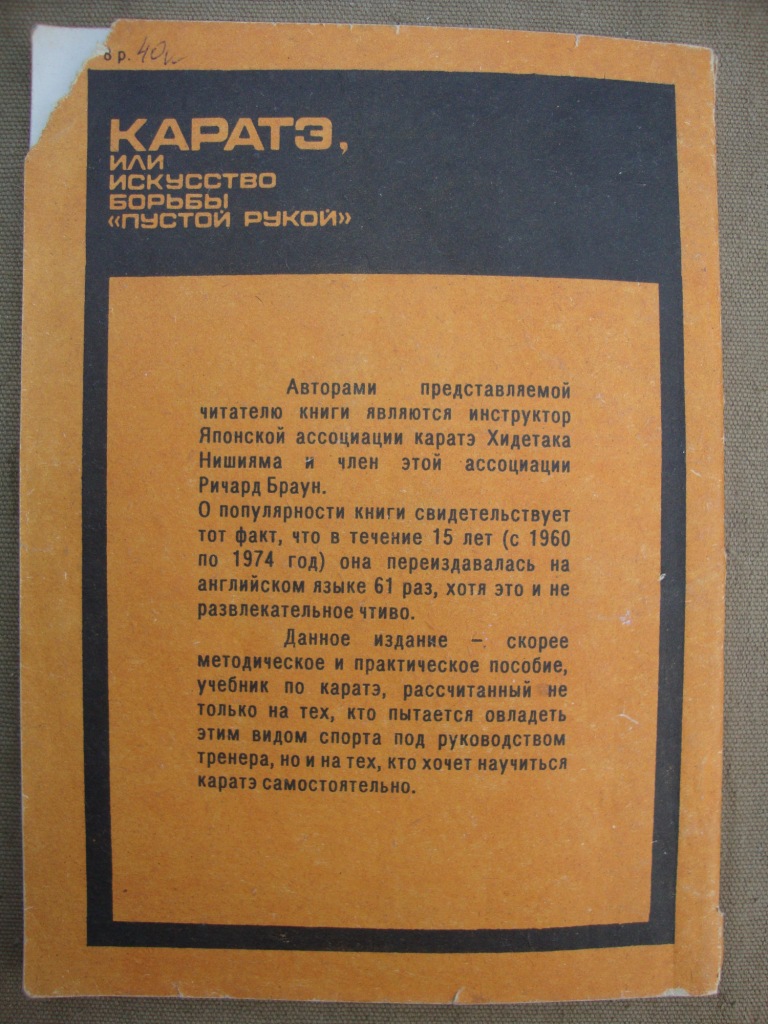 8 р. 40к
КАРАТЭ,
ИЛИ
ИСКУССТВО
БОРЬБЫ
«ПУСТОЙ РУКОЙ»
Авторами представляемой
читателю книги являются инструктор
Японской ассоциации каратэ Хидетака
Нишияма и член этой ассоциации
Ричард Браун.
О популярности книги свидетельствует
тот факт, что в течение 15 лет (с 1960
по 1974 год) она переиздавалась на
английском языке 61 раз, хотя это и не
развлекательное чтиво.
Данное издание – скорее
методическое и практическое пособие,
учебник по каратэ, рассчитанный не
только на тех, кто пытается овладеть
этим видом спорта под руководством
тренера, но и на тех, кто хочет научиться
каратэ самостоятельно.